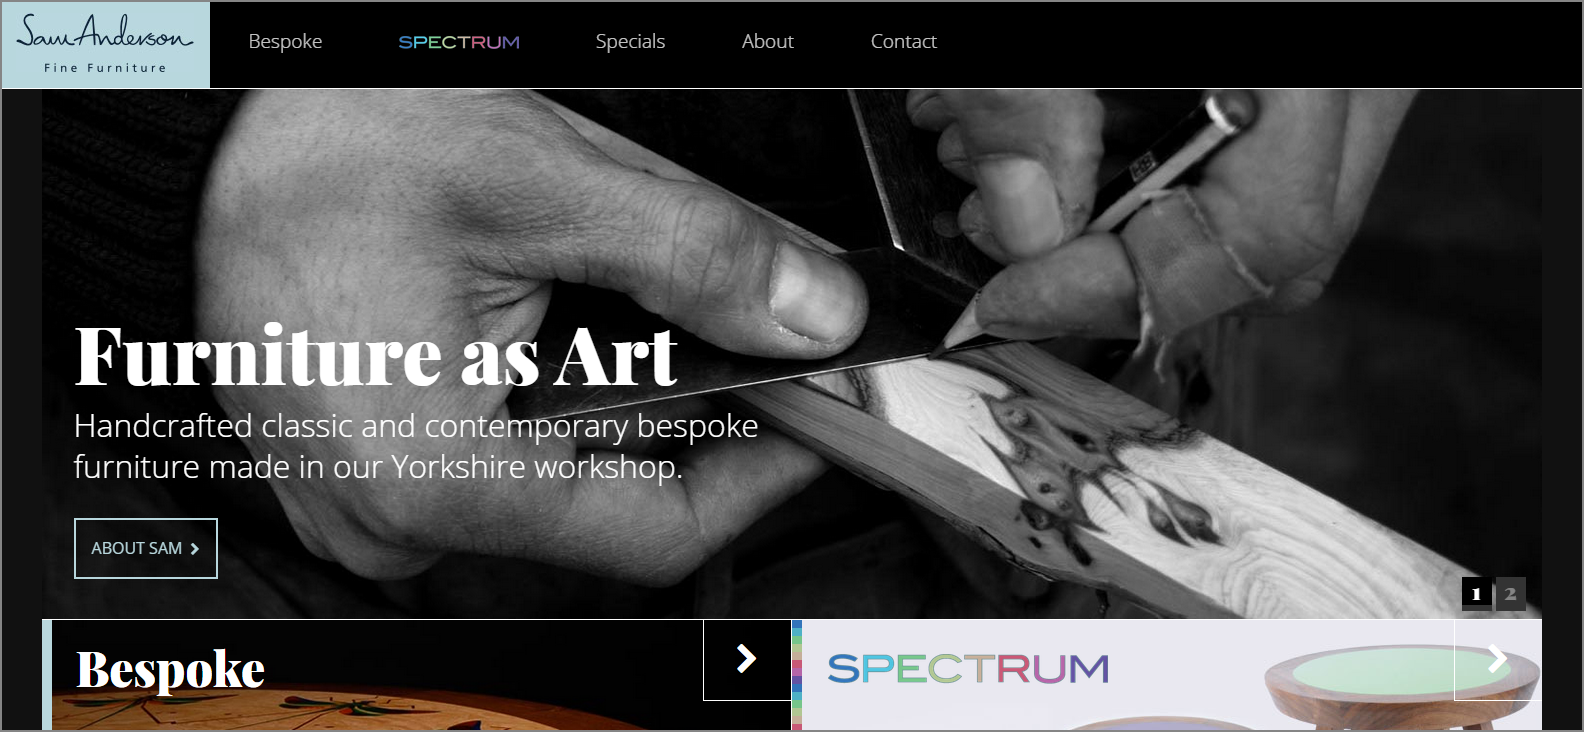 Sam Anderson
Fine Furniture
Bespoke
SPECTRUM
Specials
About
Contact
HB
Furniture as Art
Handcrafted classic and contemporary bespoke
furniture made in our Yorkshire workshop.
ABOUT SAM
1 2
Bespoke
SPECTRUM